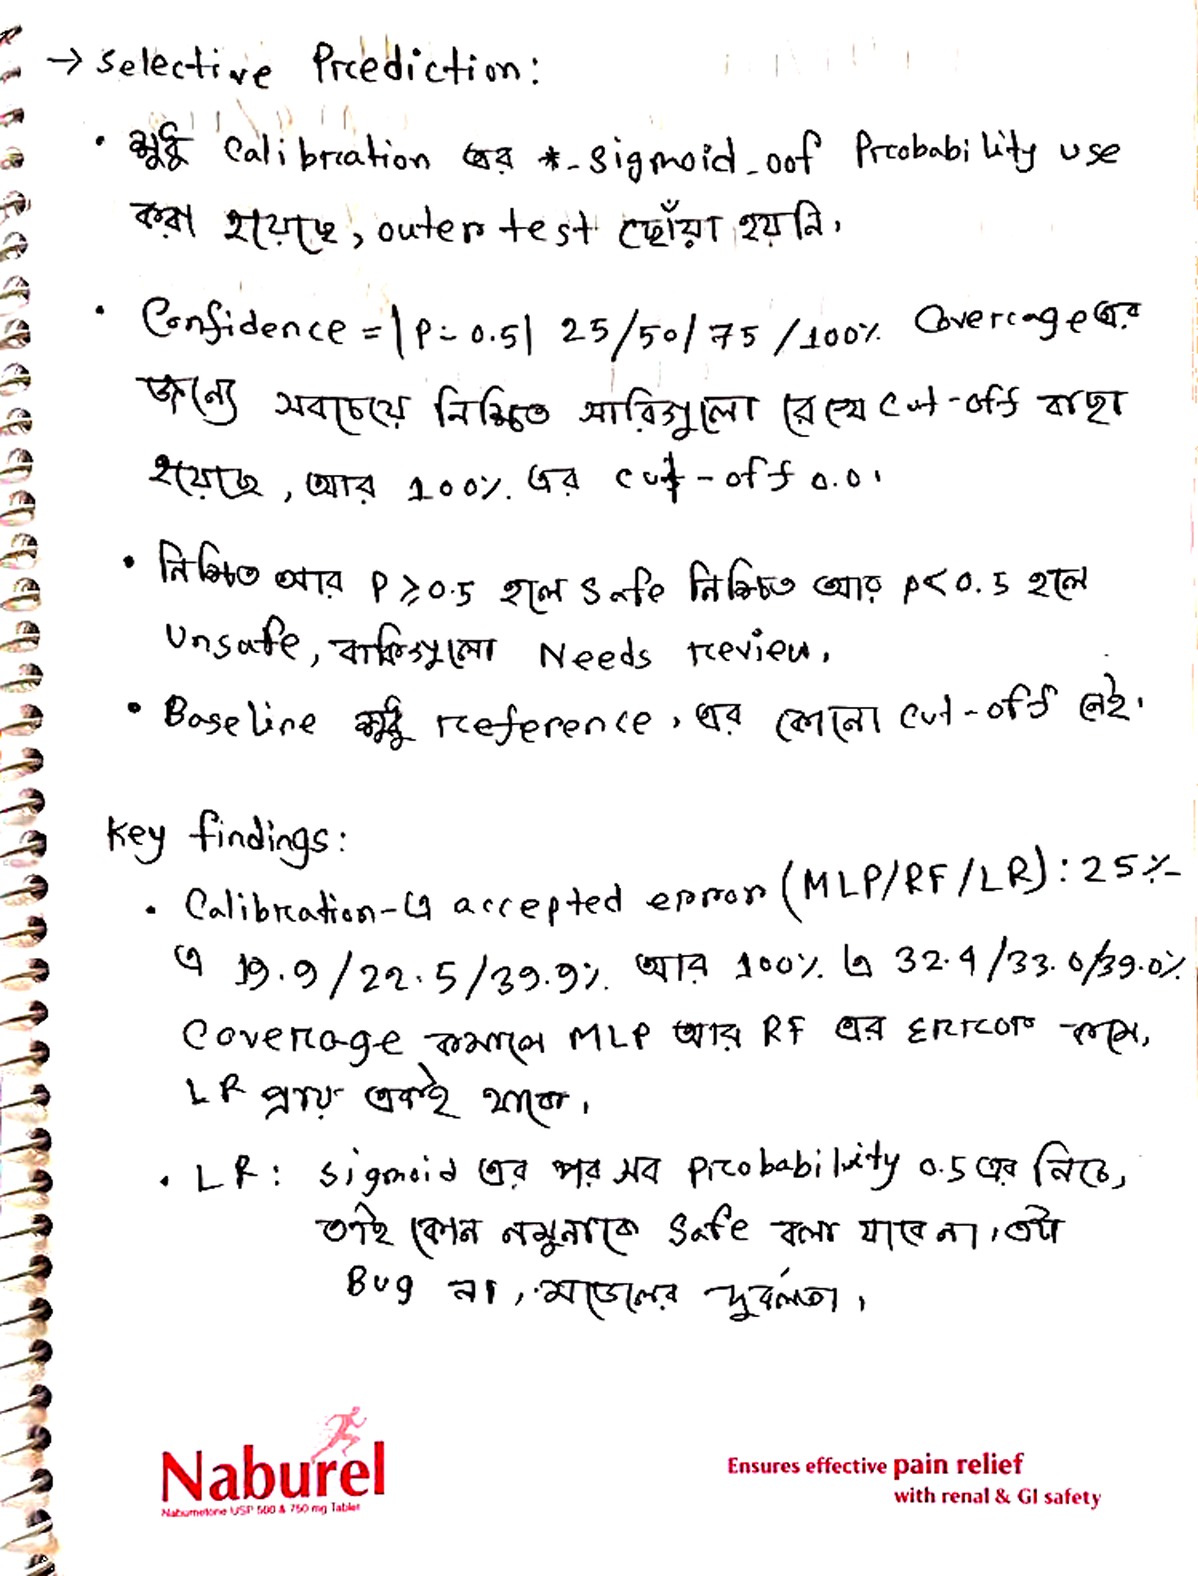 → Selective Prediction:
• শুধু Calibration এর *-sigmoid-oof Probability use
করা হয়েছে, outer test ছোঁয়া হয়নি।
• Confidence = |P - 0.5| 25/50/75/100% Coverage এর
জন্যে সবচেয়ে নিশ্চিত সারিগুলো রেখে cut-off বাছা
হয়েছে, আর 100% এর cut-off 0.0।
• নিশ্চিত আর P ≥ 0.5 হলে Safe নিশ্চিত আর p < 0.5 হলে
Unsafe, বাকিগুলো Needs review.
• Baseline শুধু reference, এর কোনো cut-off নেই।
Key findings:
• Calibration-এ accepted error (MLP/RF/LR): 25%-
এ 19.9/22.5/39.9% আর 100% এ 32.4/33.0/39.0%
Coverage কমালে MLP আর RF এর error কমে,
LR প্রায় একই থাকে।
• LR: sigmoid এর পর সব probability 0.5 এর নিচে,
তাই কোন নমুনাকে Safe বলা যাবে না। এটা
Bug না, মডেলের দুর্বলতা।
Naburel
Nabumetone USP 500 & 750 mg Tablet
Ensures effective pain relief
with renal & GI safety